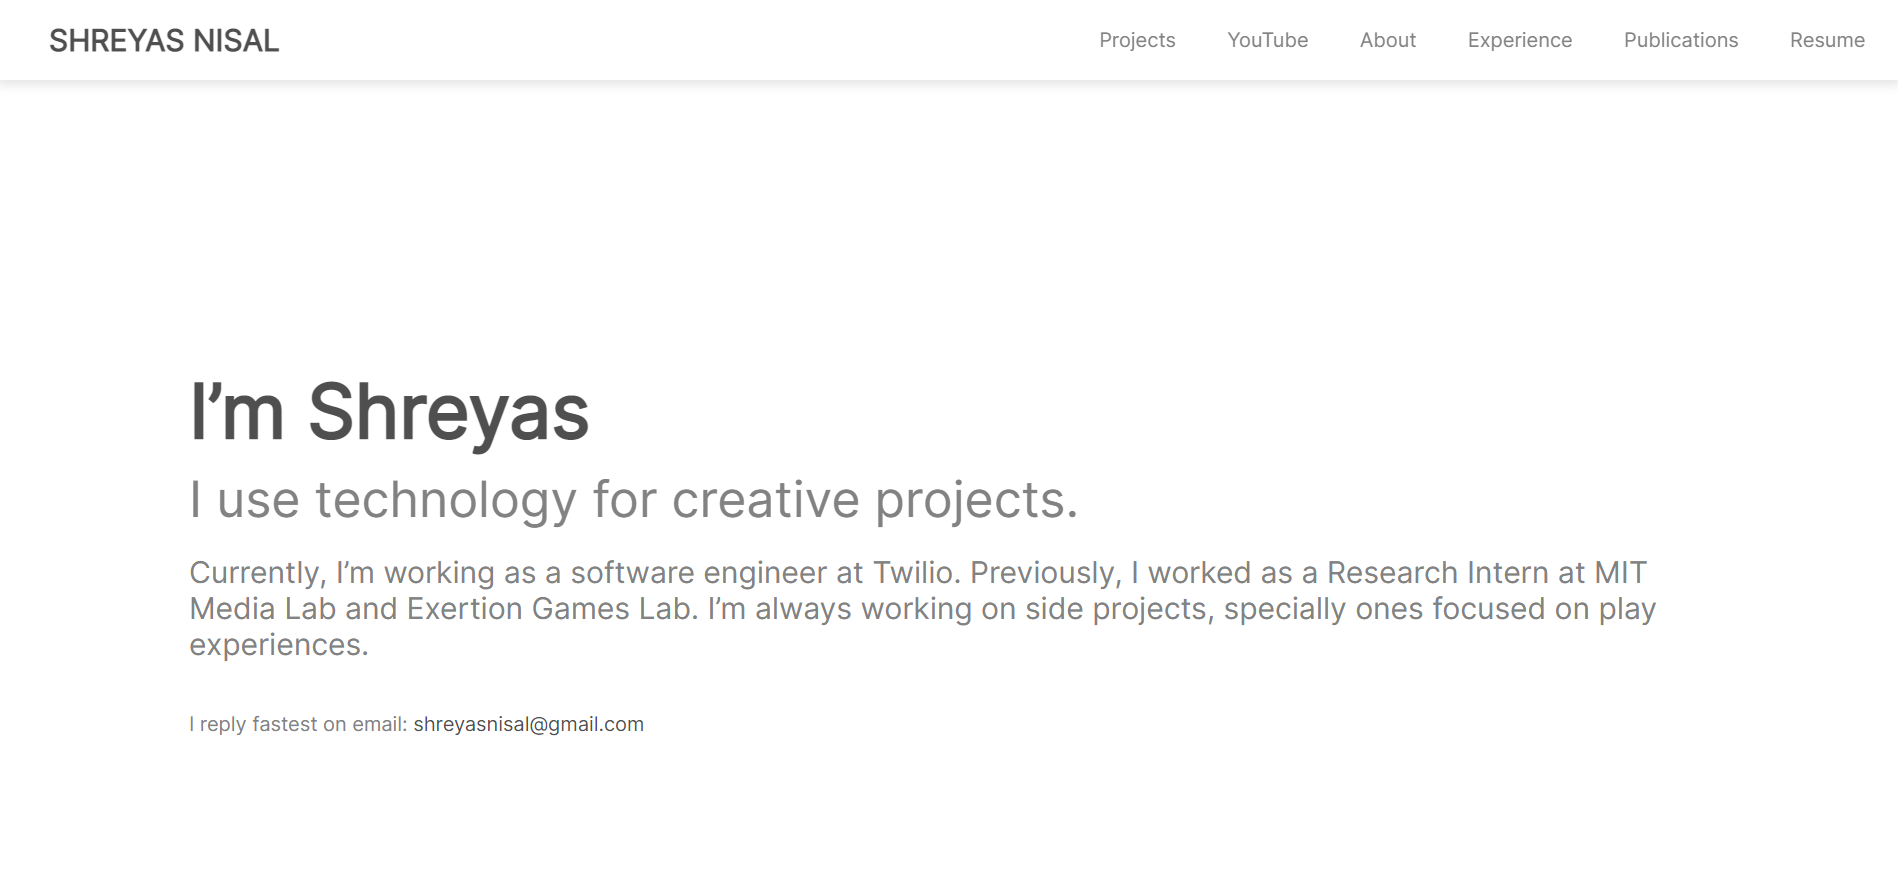 SHREYAS NISAL
Projects YouTube About Experience Publications Resume
I’m Shreyas
I use technology for creative projects.
Currently, I’m working as a software engineer at Twilio. Previously, I worked as a Research Intern at MIT
Media Lab and Exertion Games Lab. I’m always working on side projects, specially ones focused on play
experiences.
I reply fastest on email: shreyasnisal@gmail.com